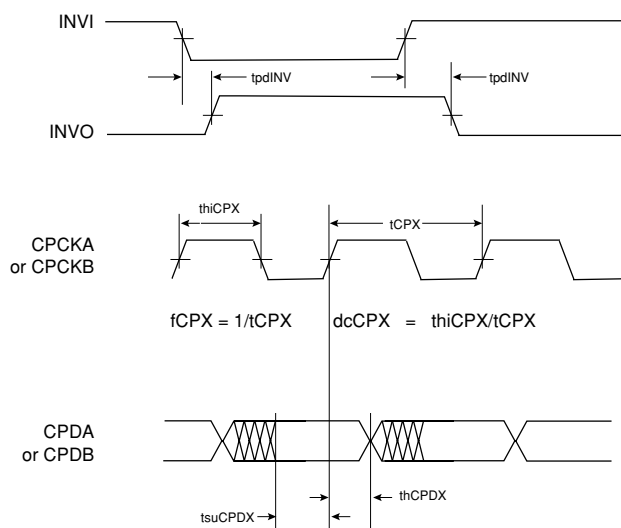 INVI
tpdINV
tpdINV
INVO
thiCPX
tCPX
CPCKA
or CPCKB
fCPX = 1/tCPX dcCPX = thiCPX/tCPX
CPDA
or CPDB
thCPDX
tsuCPDX